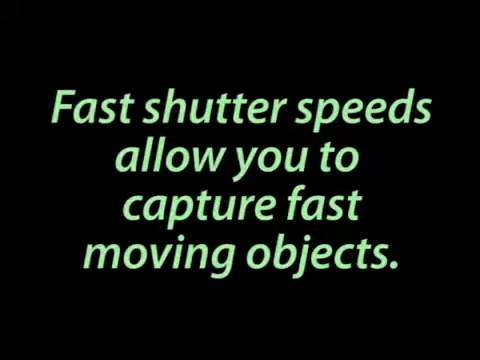 Fast shutter speeds
allow you to
capture fast
moving objects.